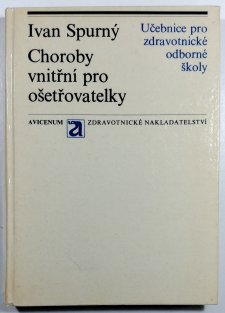 Ivan Spurný
Choroby
vnitřní pro
ošetřovatelky
Učebnice pro
zdravotnické
odborné
školy
AVICENUM a ZDRAVOTNICKÉ NAKLADATELSTVÍ